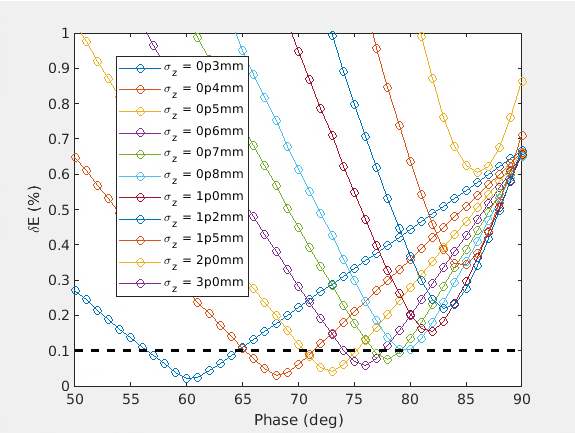 1
0.9
0.8
0.7
0.6
0.5
0.4
0.3
0.2
0.1
0
δE (%)
σz = 0p3mm
σz = 0p4mm
σz = 0p5mm
σz = 0p6mm
σz = 0p7mm
σz = 0p8mm
σz = 1p0mm
σz = 1p2mm
σz = 1p5mm
σz = 2p0mm
σz = 3p0mm
50 55 60 65 70 75 80 85 90
Phase (deg)